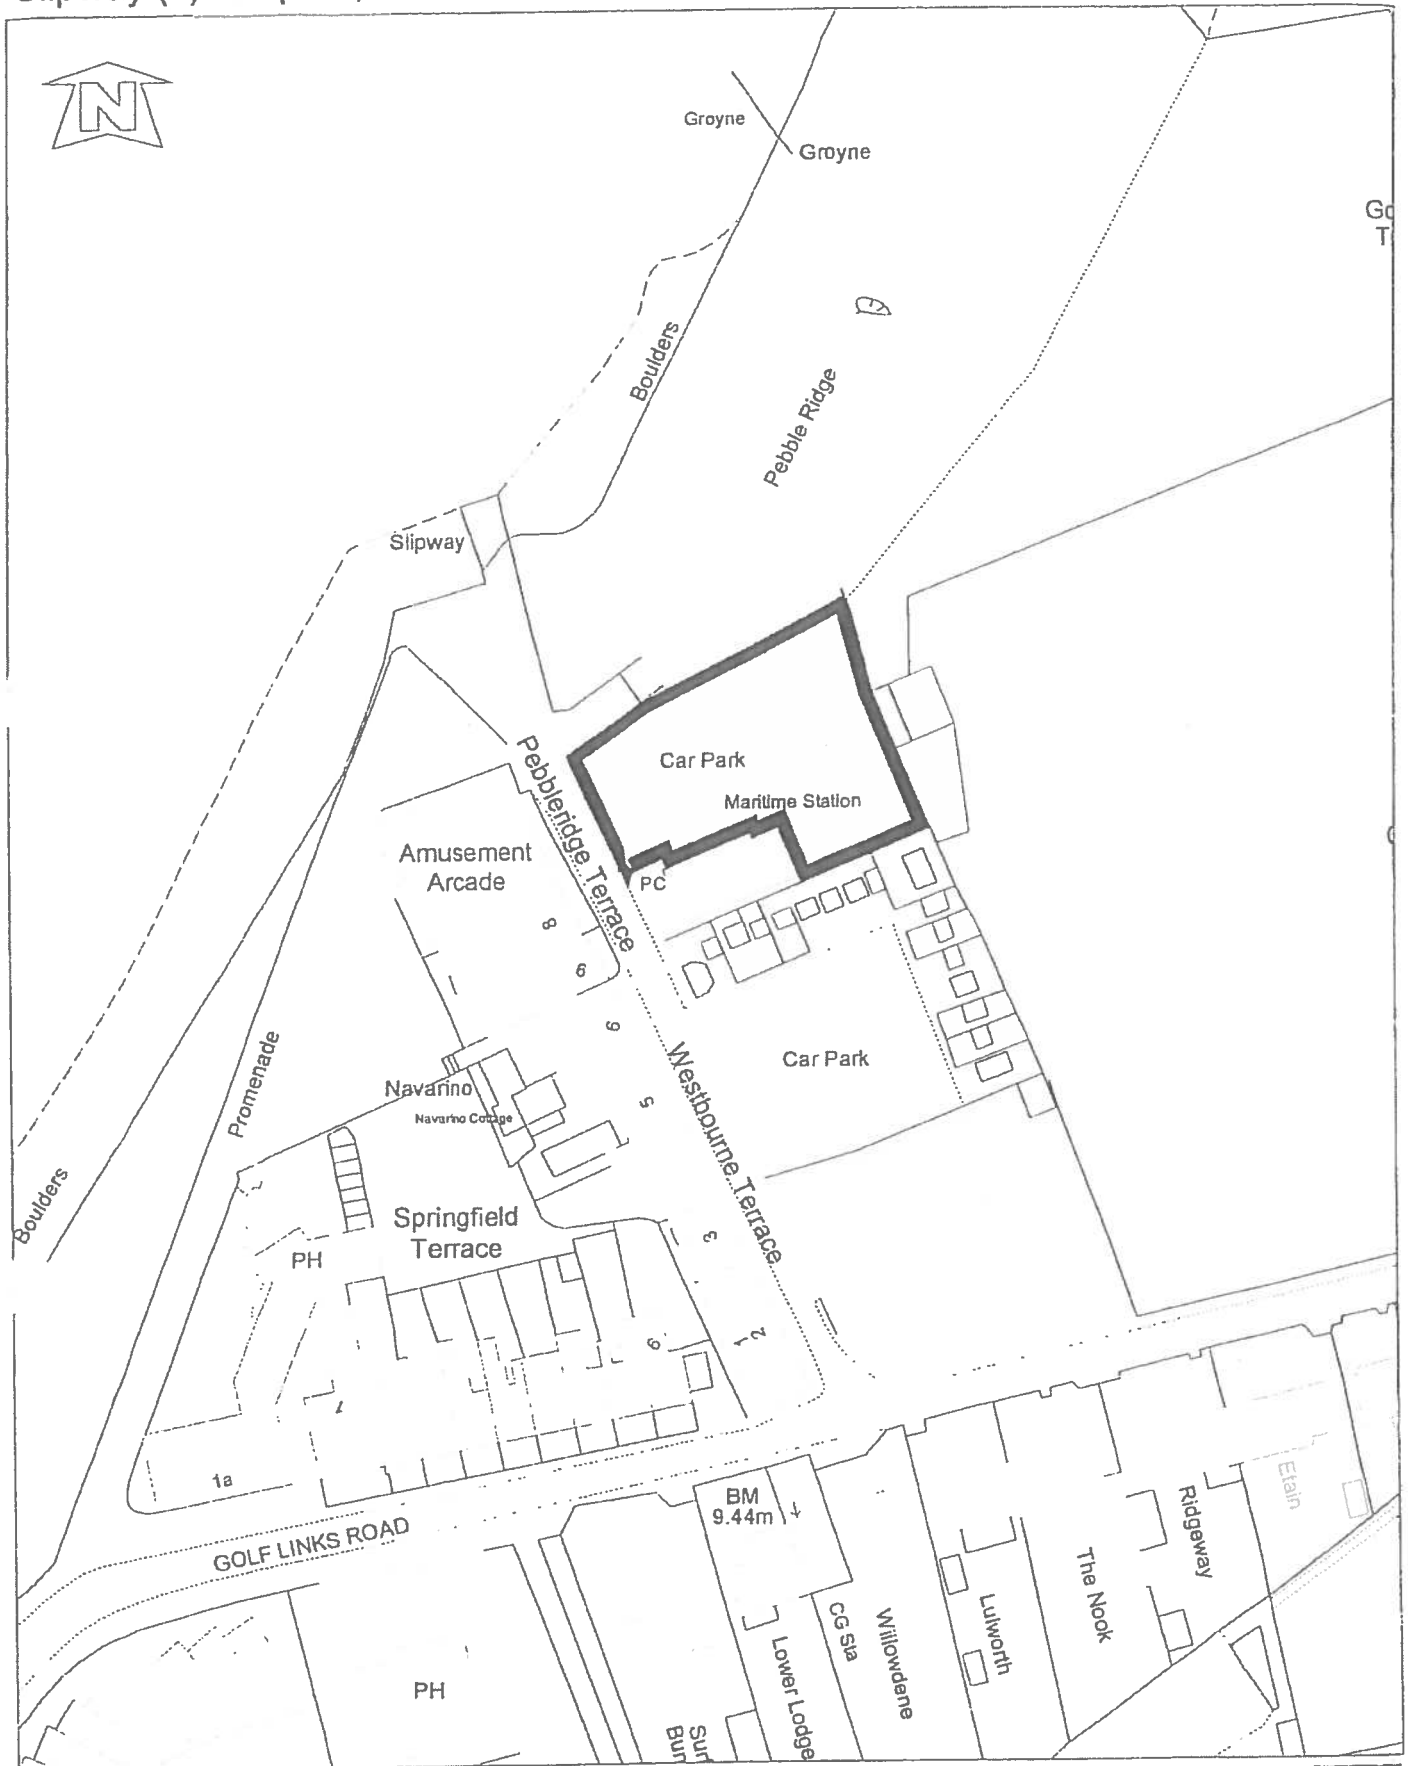 N
Groyne
Groyne
Boulders
Pebble Ridge
Slipway
Car Park
Maritime Station
Pebbleridge Terrace
Amusement
Arcade
PC
8
6
6
5
Westbourne Terrace
Car Park
Promenade
Navarino
Navarino Cottage
Boulders
Springfield
Terrace
PH
3
1
2
6
1
1a
GOLF LINKS ROAD
BM
9.44m
Etain
Ridgeway
The Nook
Lulworth
Willowdene
CG Sta
Lower Lodge
PH